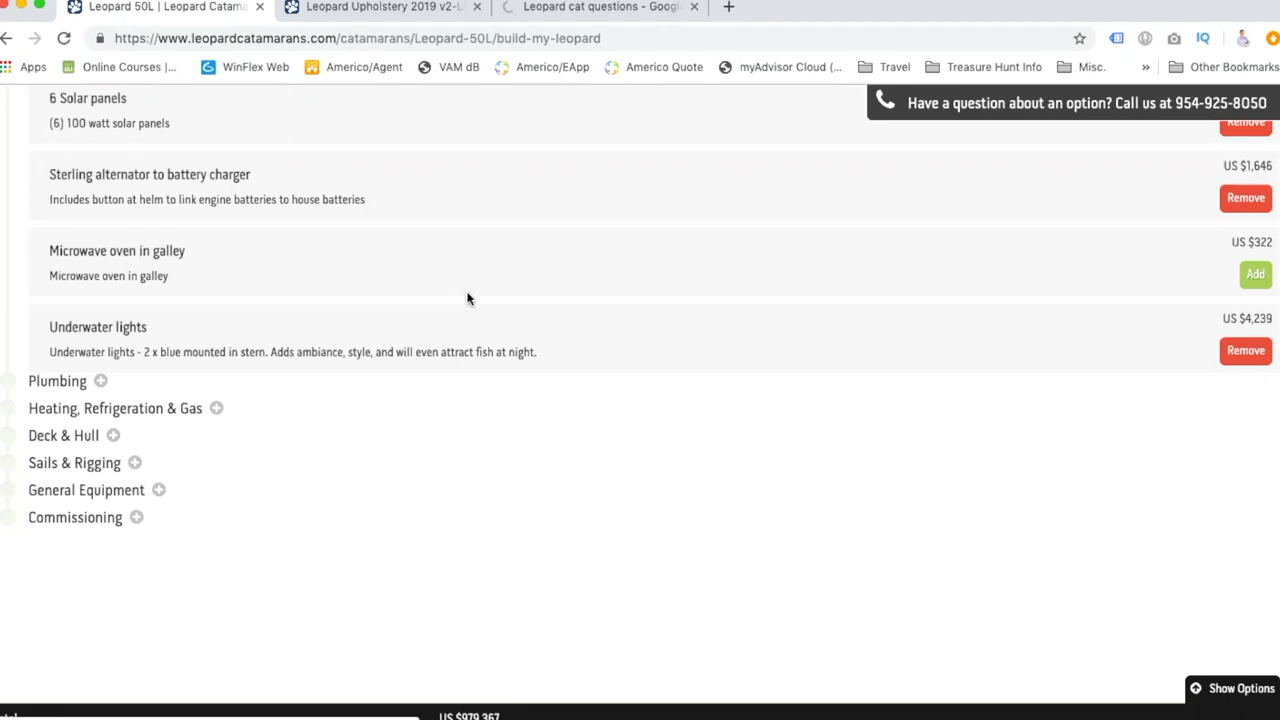 Leopard 50L | Leopard Catama
Leopard Upholstery 2019 v2-L
Leopard cat questions - Googl
https://www.leopardcatamarans.com/catamarans/Leopard-50L/build-my-leopard
Apps
Online Courses |...
WinFlex Web
Americo/Agent
VAM dB
Americo/EApp
Americo Quote
myAdvisor Cloud (...
Travel
Treasure Hunt Info
Misc.
»
Other Bookmarks
Have a question about an option? Call us at 954-925-8050
6 Solar panels
(6) 100 watt solar panels
Remove
Sterling alternator to battery charger
Includes button at helm to link engine batteries to house batteries
US $1,646
Remove
Microwave oven in galley
Microwave oven in galley
US $322
Add
Underwater lights
Underwater lights - 2 x blue mounted in stern. Adds ambiance, style, and will even attract fish at night.
US $4,239
Remove
Plumbing
Heating, Refrigeration & Gas
Deck & Hull
Sails & Rigging
General Equipment
Commissioning
Show Options
US $979,367